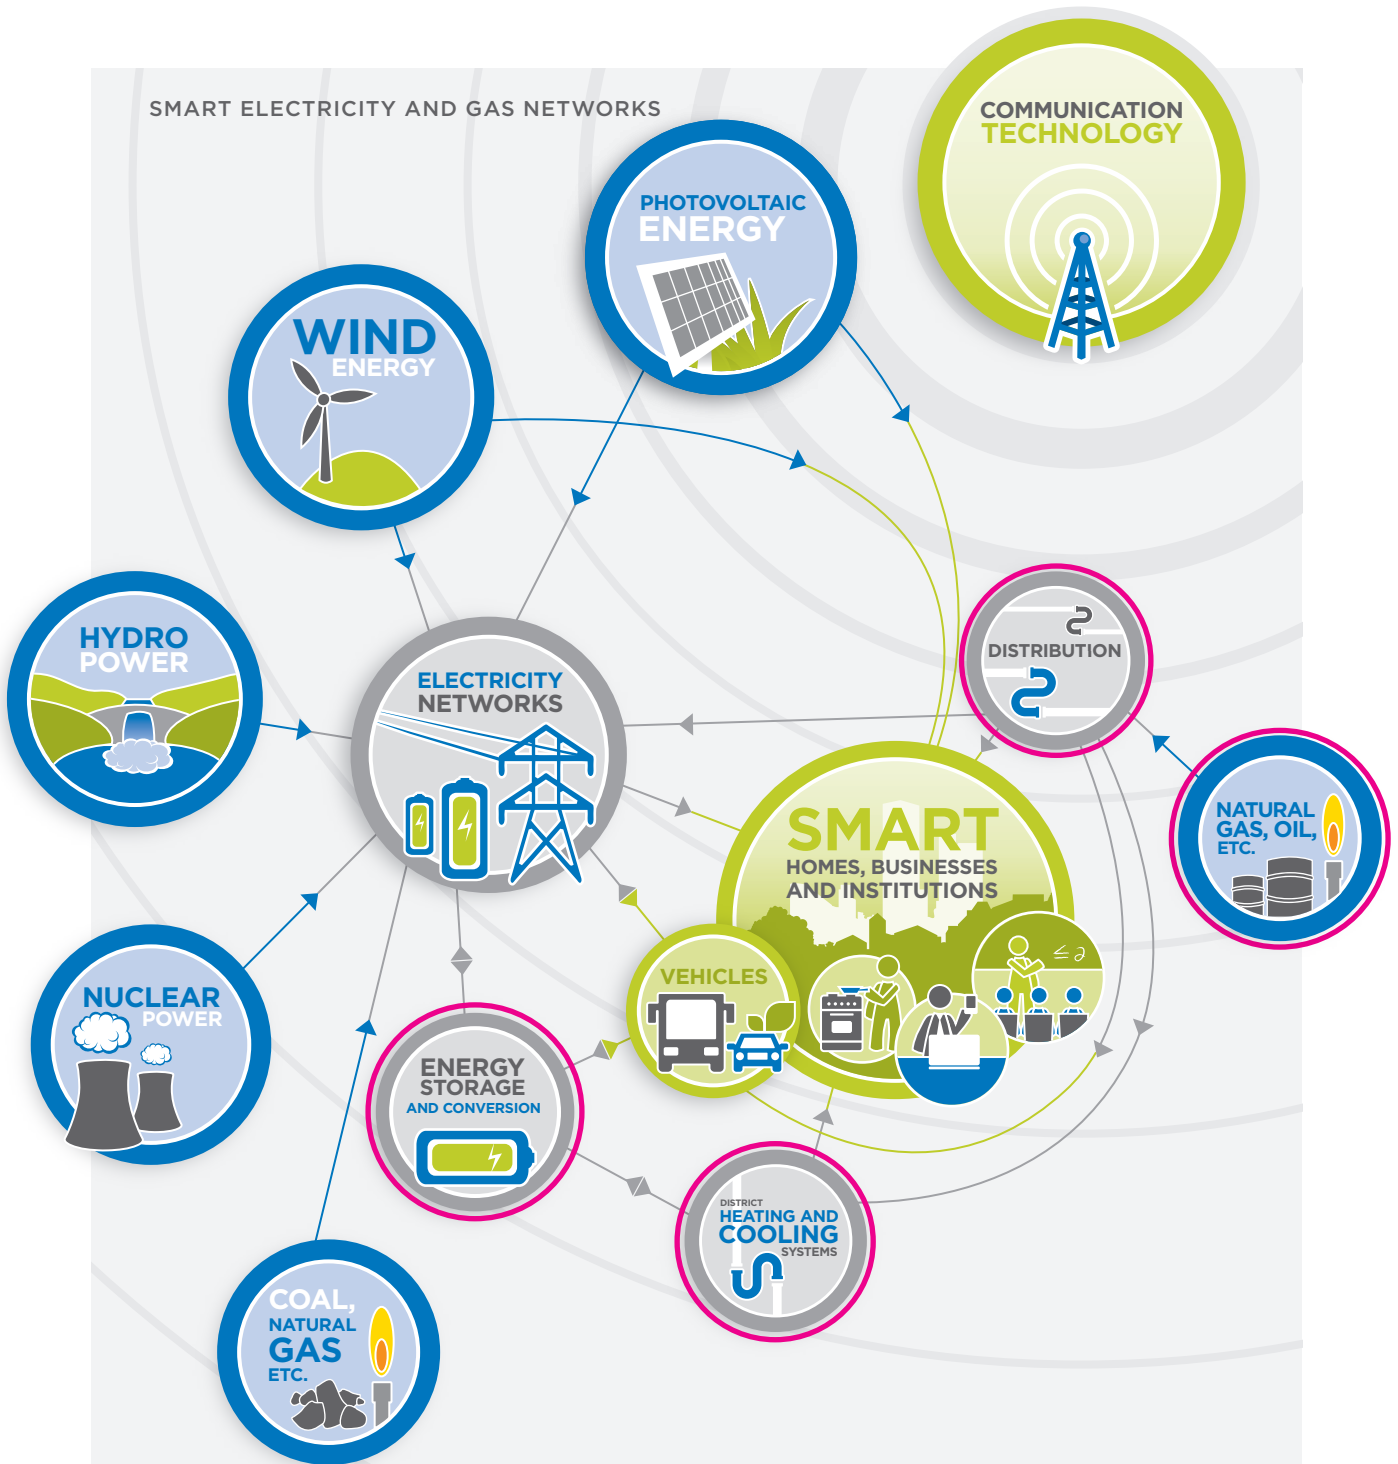 SMART ELECTRICITY AND GAS NETWORKS
COMMUNICATION
TECHNOLOGY
PHOTOVOLTAIC
ENERGY
WIND
ENERGY
HYDRO
POWER
ELECTRICITY
NETWORKS
DISTRIBUTION
NATURAL
GAS, OIL,
ETC.
SMART
HOMES, BUSINESSES
AND INSTITUTIONS
≤ 2
VEHICLES
NUCLEAR
POWER
ENERGY
STORAGE
AND CONVERSION
DISTRICT
HEATING AND
COOLING
SYSTEMS
COAL,
NATURAL
GAS
ETC.